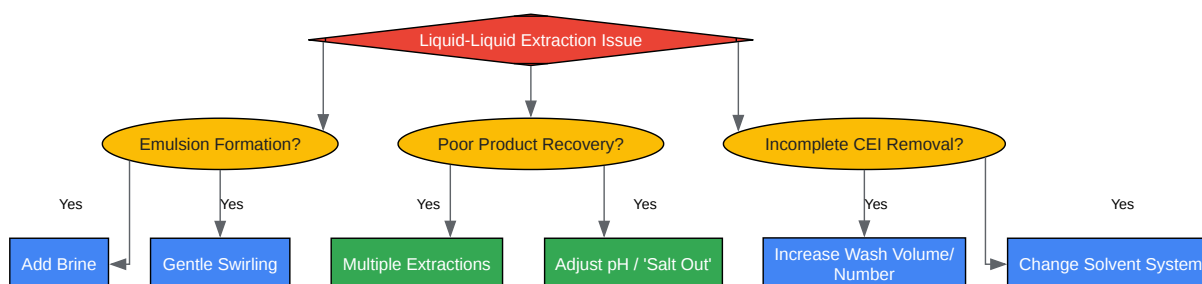 Liquid-Liquid Extraction Issue
Emulsion Formation?
Poor Product Recovery?
Incomplete CEI Removal?
Yes
Yes
Yes
Yes
Yes
Yes
Add Brine
Gentle Swirling
Multiple Extractions
Adjust pH / 'Salt Out'
Increase Wash Volume/
Number
Change Solvent System